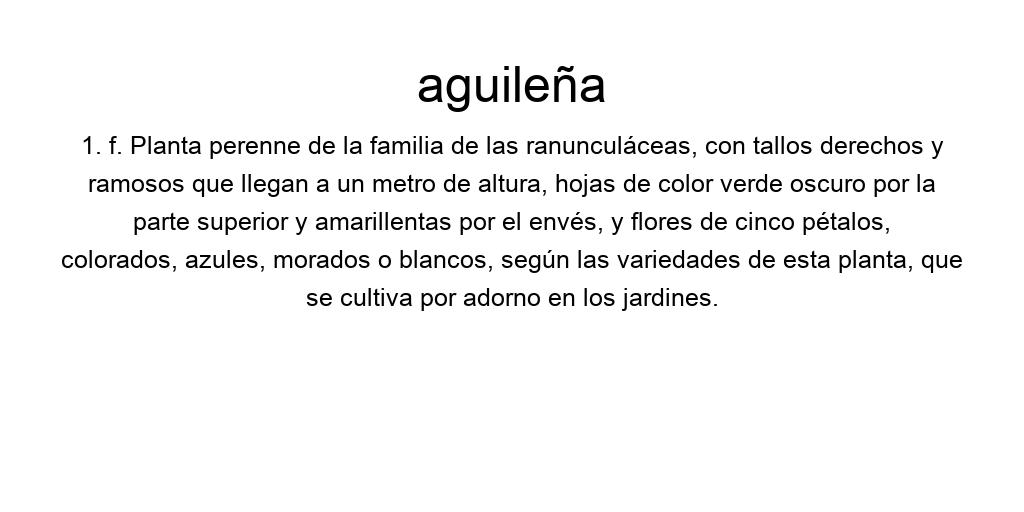 aguileña
1. f. Planta perenne de la familia de las ranunculáceas, con tallos derechos y
ramosos que llegan a un metro de altura, hojas de color verde oscuro por la
parte superior y amarillentas por el envés, y flores de cinco pétalos,
colorados, azules, morados o blancos, según las variedades de esta planta, que
se cultiva por adorno en los jardines.